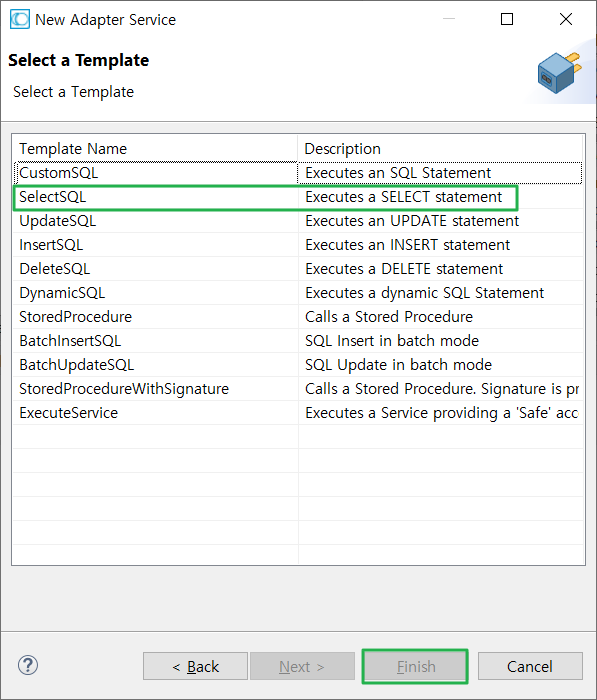 New Adapter Service
Select a Template
Select a Template
Template Name Description
CustomSQL Executes an SQL Statement
SelectSQL Executes a SELECT statement
UpdateSQL Executes an UPDATE statement
InsertSQL Executes an INSERT statement
DeleteSQL Executes a DELETE statement
DynamicSQL Executes a dynamic SQL Statement
StoredProcedure Calls a Stored Procedure
BatchInsertSQL SQL Insert in batch mode
BatchUpdateSQL SQL Update in batch mode
StoredProcedureWithSignature Calls a Stored Procedure. Signature is pr
ExecuteService Executes a Service providing a 'Safe' acc
? < Back Next > Finish Cancel